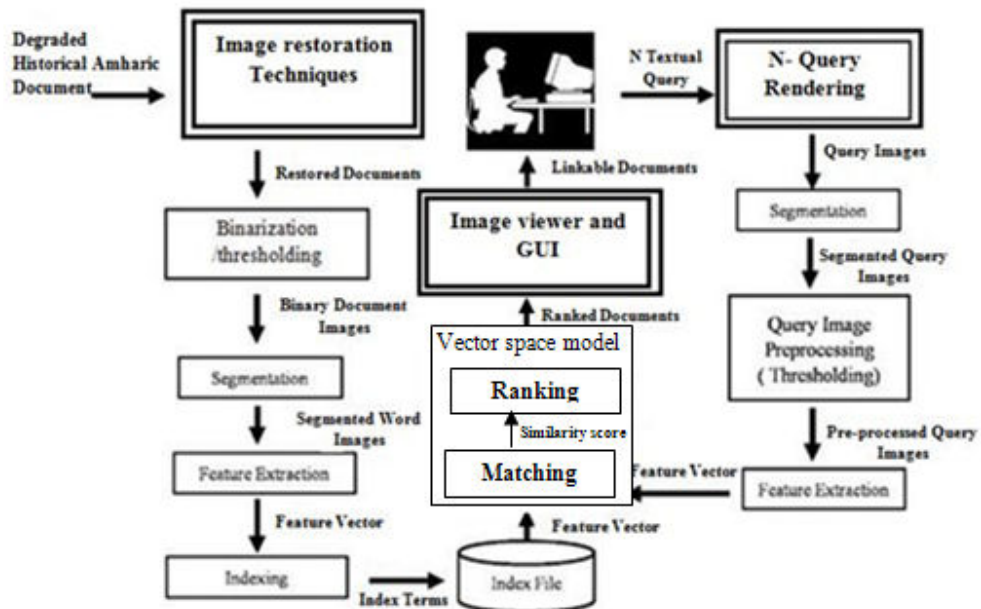 Degraded
Historical Amharic
Document
Image restoration
Techniques
Restored Documents
Binarization
/thresholding
Binary Document
Images
Segmentation
Segmented Word
Images
Feature Extraction
Feature Vector
Indexing
Index Terms
Index File
Feature Vector
Vector space model
Matching
Similarity score
Ranking
Ranked Documents
Image viewer and
GUI
Linkable Documents
N Textual
Query
N- Query
Rendering
Query Images
Segmentation
Segmented Query
Images
Query Image
Preprocessing
( Thresholding)
Pre-processed Query
Images
Feature Extraction
Feature Vector